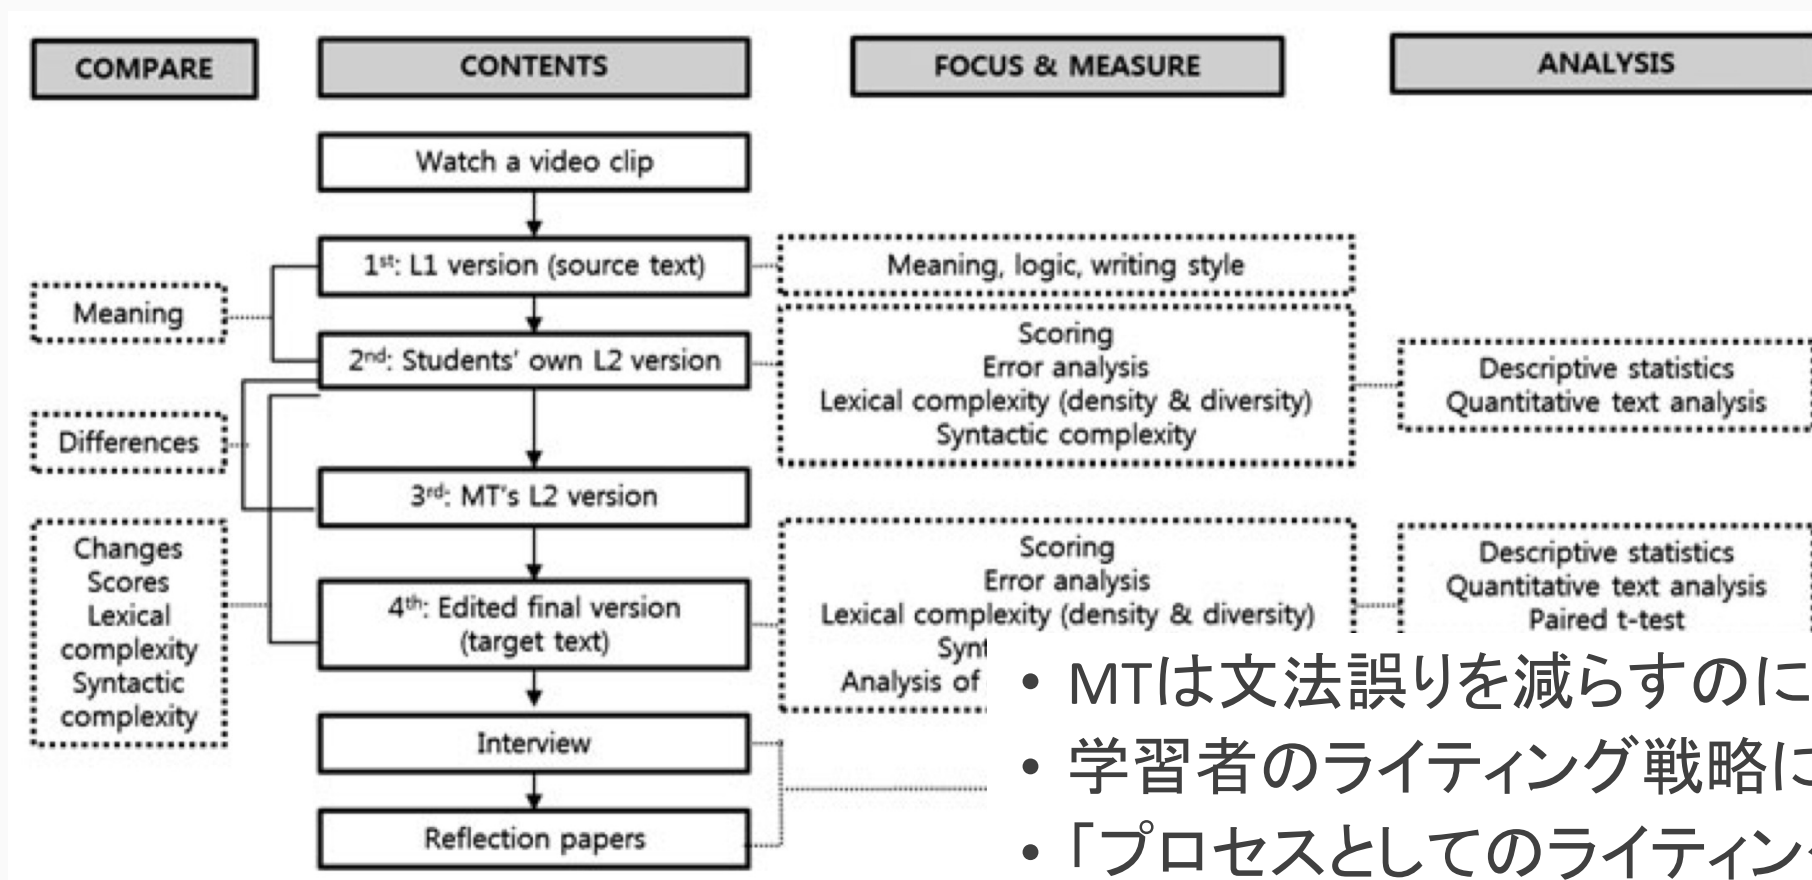 COMPARE
CONTENTS
FOCUS & MEASURE
ANALYSIS
Watch a video clip
1st: L1 version (source text)
Meaning, logic, writing style
Meaning
2nd: Students' own L2 version
Scoring
Error analysis
Lexical complexity (density & diversity)
Syntactic complexity
Descriptive statistics
Quantitative text analysis
Differences
3rd: MT's L2 version
Changes
Scores
Lexical
complexity
Syntactic
complexity
4th: Edited final version
(target text)
Scoring
Error analysis
Lexical complexity (density & diversity)
Synt
Analysis of
Descriptive statistics
Quantitative text analysis
Paired t-test
Interview
Reflection papers
• MTは文法誤りを減らすのに
• 学習者のライティング戦略に
• 「プロセスとしてのライティング